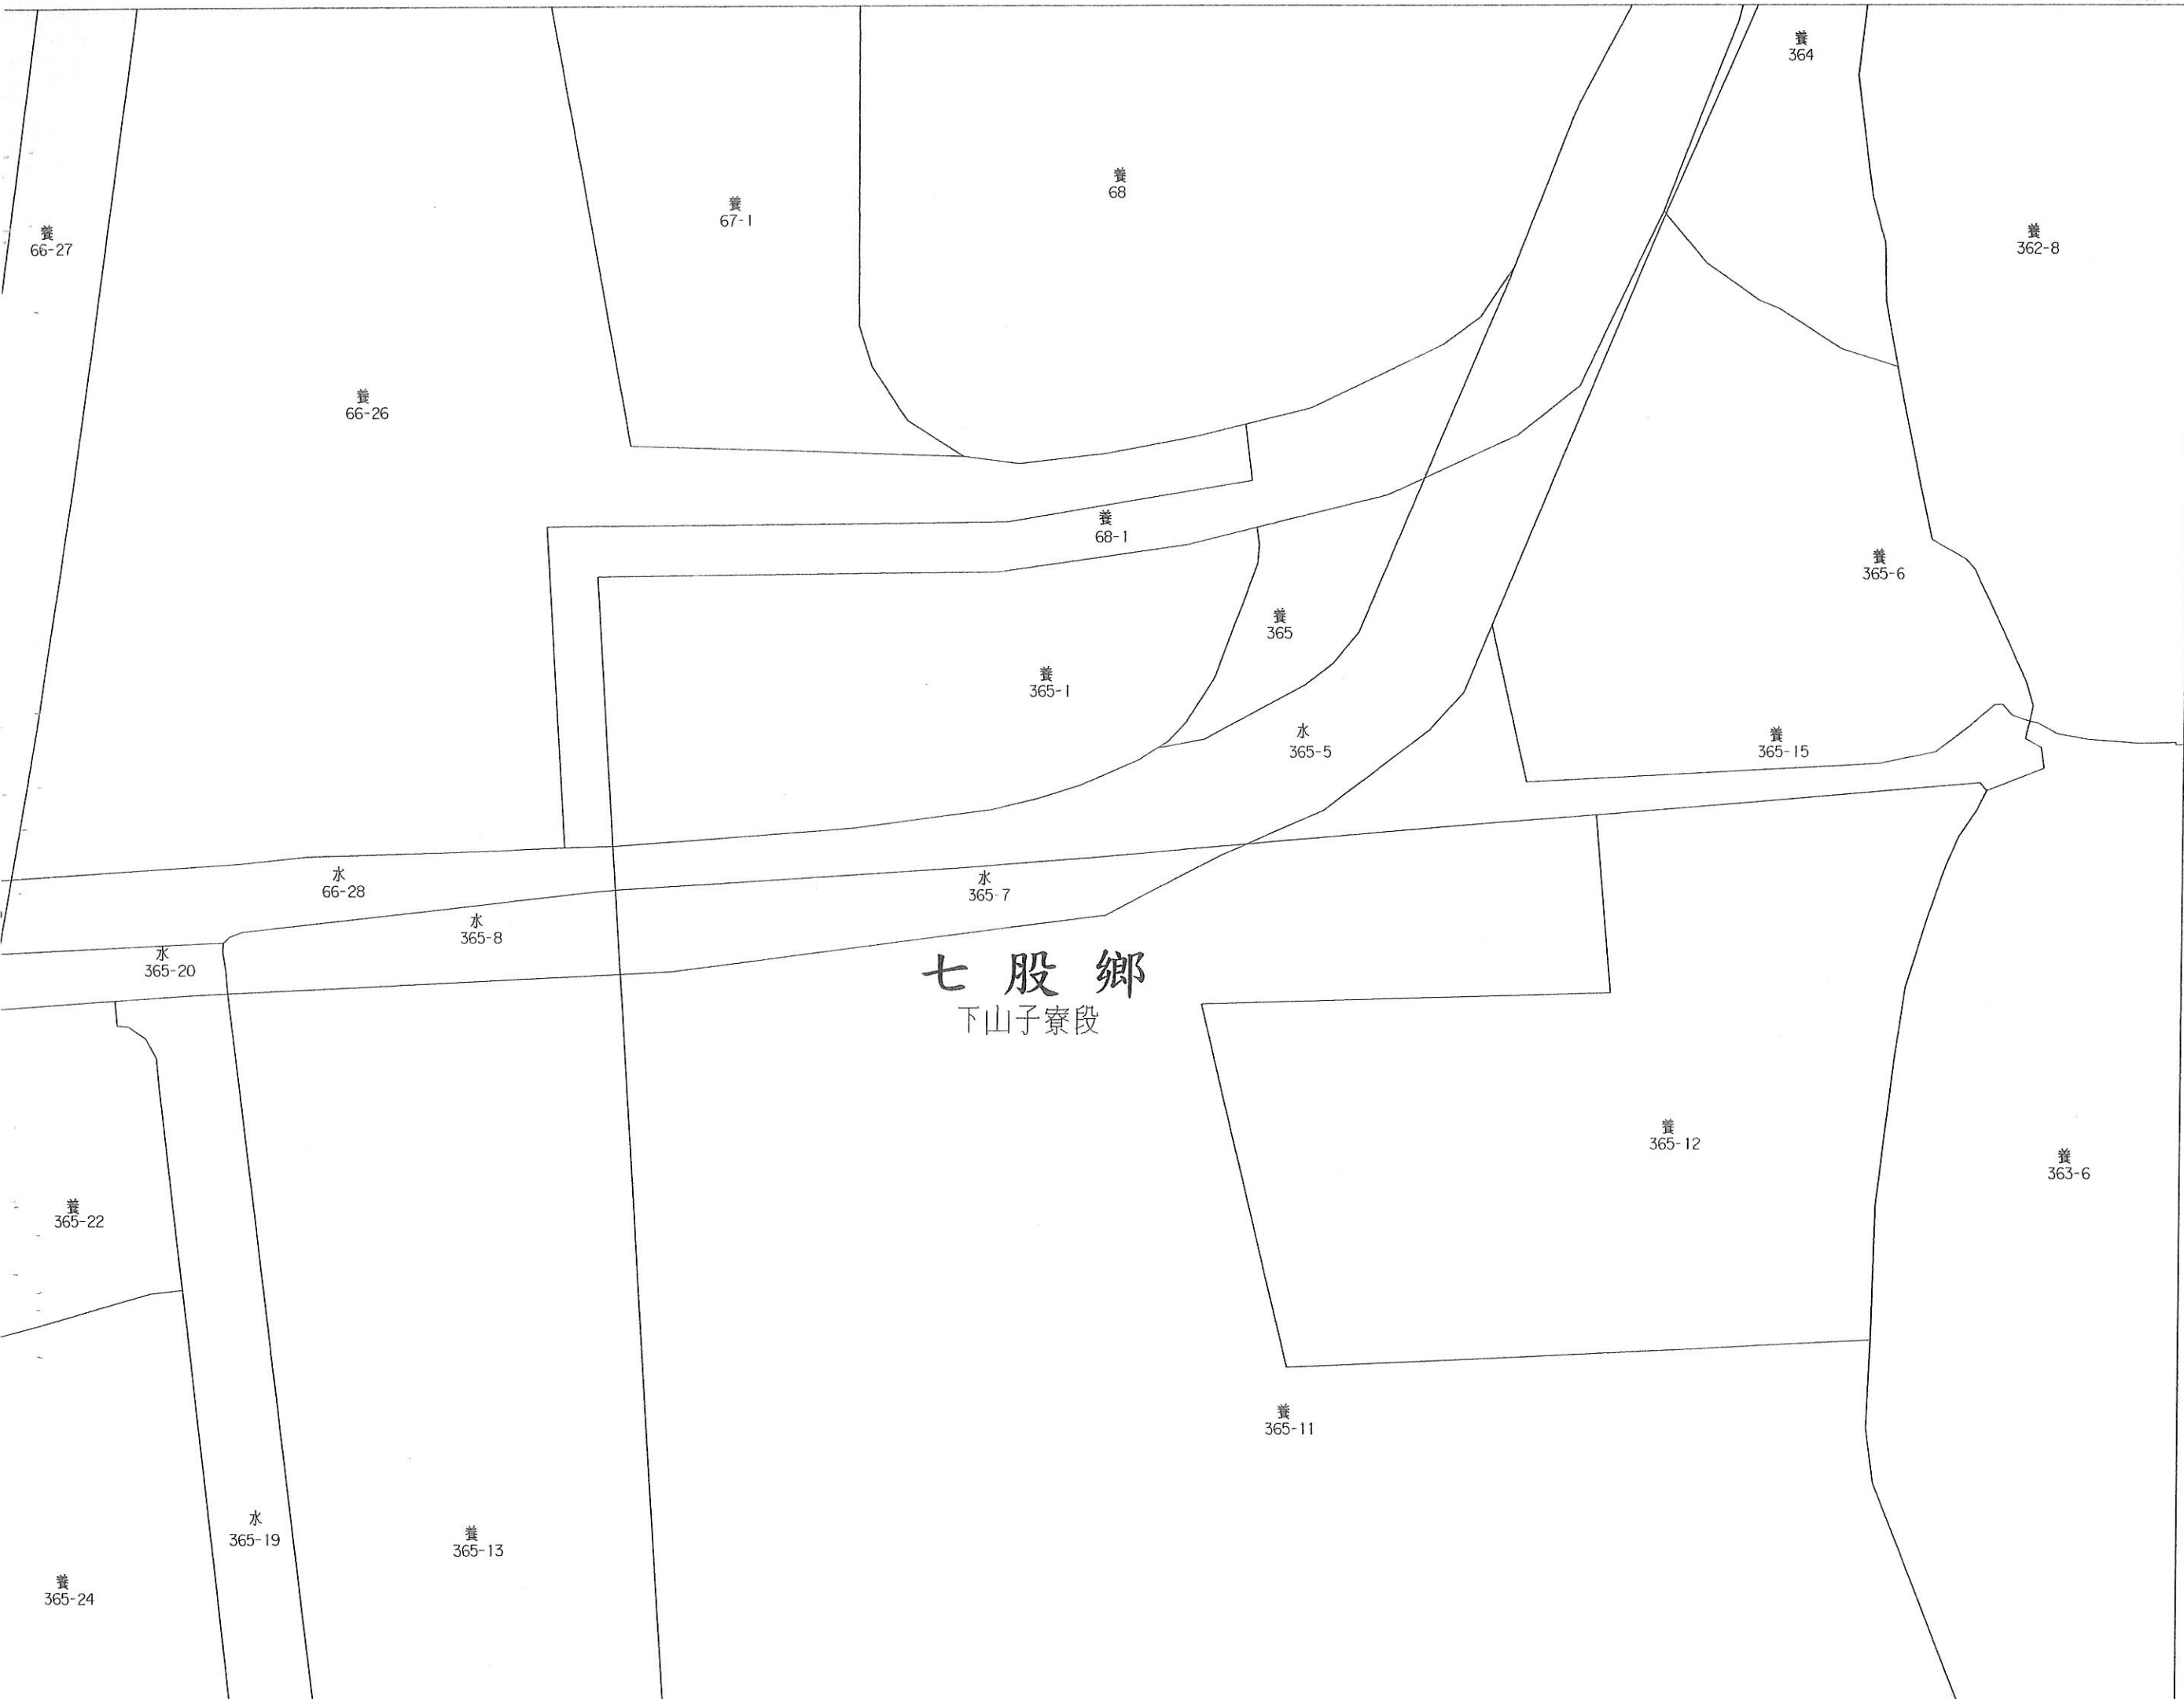 養
364
養
68
養
67-1
養
66-27
養
362-8
養
66-26
養
68-1
養
365-6
養
365
養
365-1
水
365-5
養
365-15
水
66-28
水
365-7
水
365-8
水
365-20
七股鄉
下山子寮段
養
365-12
養
363-6
養
365-22
養
365-11
水
365-19
養
365-13
養
365-24